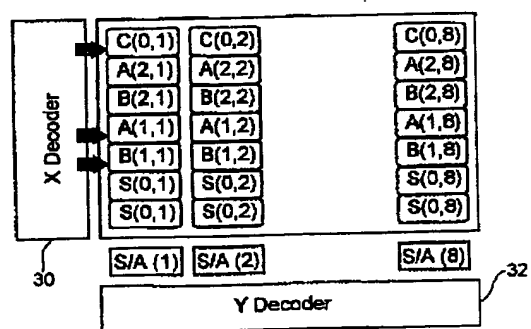 C(0,1) C(0,2) C(0,8)
A(2,1) A(2,2) A(2,8)
B(2,1) B(2,2) B(2,8)
A(1,1) A(1,2) A(1,8)
B(1,1) B(1,2) B(1,8)
S(0,1) S(0,2) S(0,8)
S(0,1) S(0,2) S(0,8)
X Decoder
S/A (1) S/A (2) S/A (8)
30
32
Y Decoder